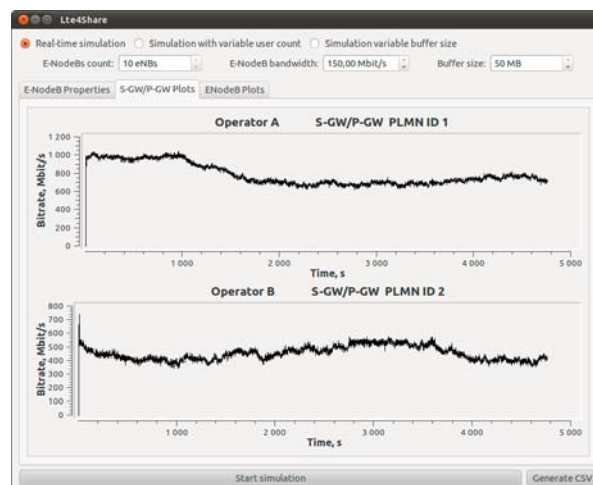 Lte4Share
Real-time simulation Simulation with variable user count Simulation variable buffer size
E-NodeBs count: 10 eNBs E-NodeB bandwidth: 150,00 Mbit/s Buffer size: 50 MB
E-NodeB Properties S-GW/P-GW Plots ENodeB Plots
Operator A S-GW/P-GW PLMN ID 1
Bitrate, Mbit/s
1 200
1 000
800
600
400
200
0
1 000 2 000 3 000 4 000 5 000
Time, s
Operator B S-GW/P-GW PLMN ID 2
Bitrate, Mbit/s
800
700
600
500
400
300
200
100
0
1 000 2 000 3 000 4 000 5 000
Time, s
Start simulation Generate CSV